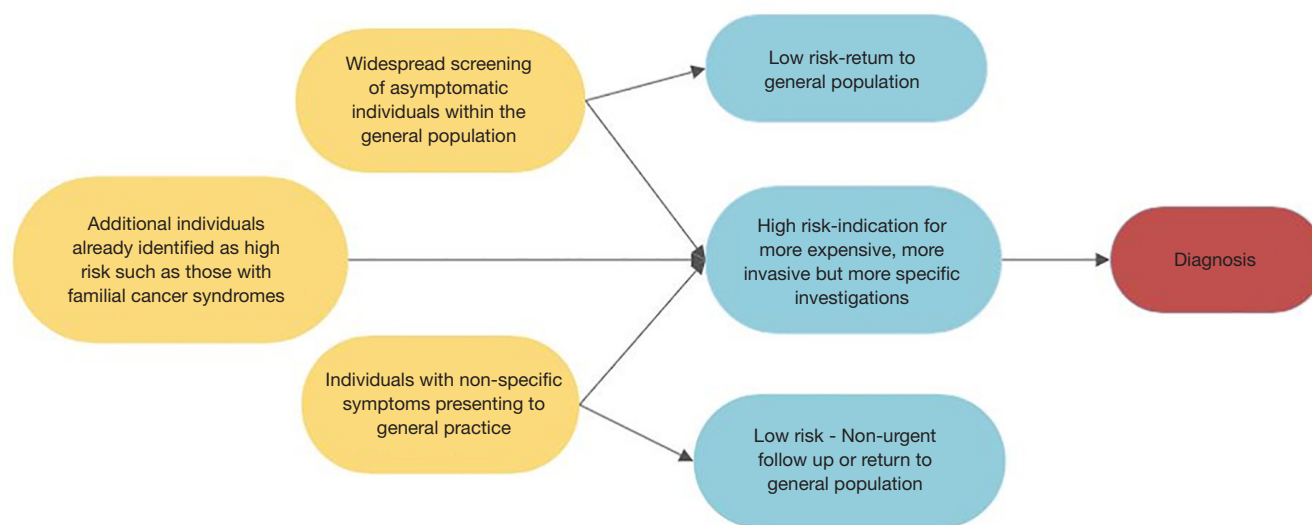 Widespread screening
of asymptomatic
individuals within the
general population
Low risk-return to
general population
Additional individuals
already identified as high
risk such as those with
familial cancer syndromes
High risk-indication for
more expensive, more
invasive but more specific
investigations
Diagnosis
Individuals with non-specific
symptoms presenting to
general practice
Low risk - Non-urgent
follow up or return to
general population